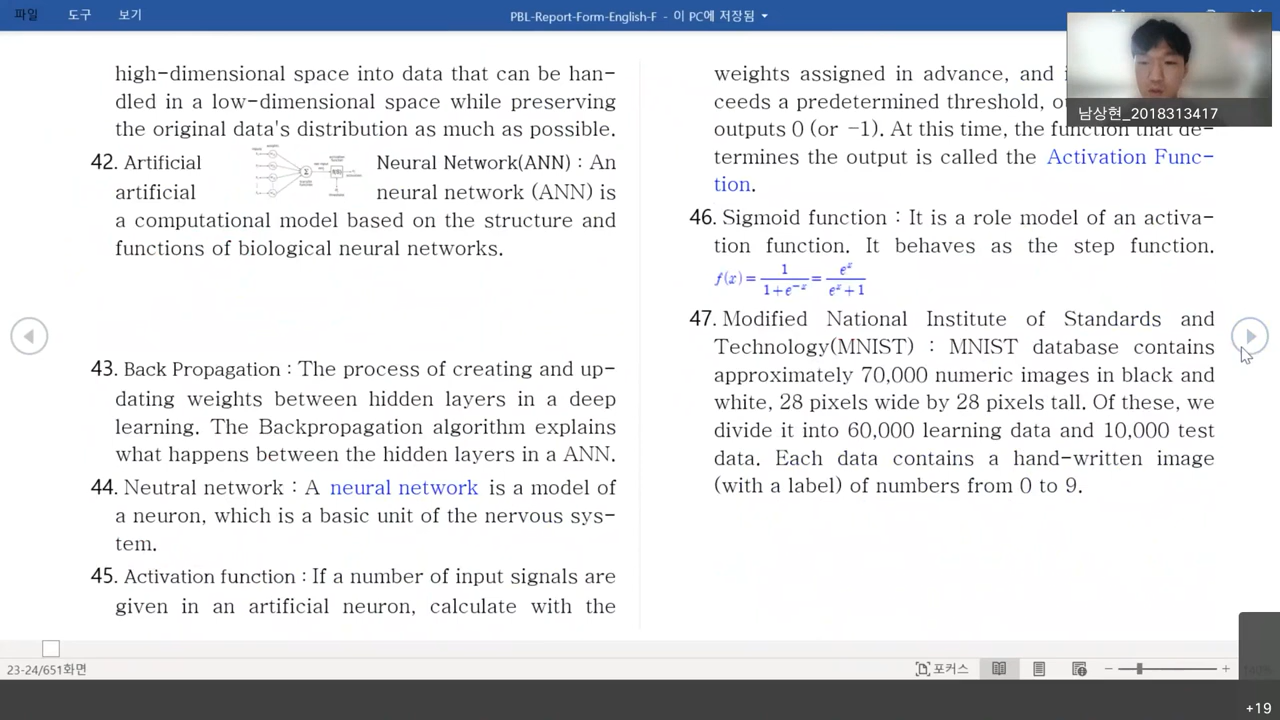 파일
도구
보기
PBL-Report-Form-English-F - 이 PC에 저장됨
남상현_2018313417
high-dimensional space into data that can be han-
dled in a low-dimensional space while preserving
the original data's distribution as much as possible.
42. Artificial Neural Network(ANN) : An
artificial neural network (ANN) is
a computational model based on the structure and
functions of biological neural networks.
43. Back Propagation : The process of creating and up-
dating weights between hidden layers in a deep
learning. The Backpropagation algorithm explains
what happens between the hidden layers in a ANN.
44. Neutral network : A neural network is a model of
a neuron, which is a basic unit of the nervous sys-
tem.
45. Activation function : If a number of input signals are
given in an artificial neuron, calculate with the
weights assigned in advance, and i
ceeds a predetermined threshold, o
outputs 0 (or -1). At this time, the function that de-
termines the output is called the Activation Func-
tion.
46. Sigmoid function : It is a role model of an activa-
tion function. It behaves as the step function.
f(x) = 1 / (1+e^-x) = e^x / (e^x+1)
47. Modified National Institute of Standards and
Technology(MNIST) : MNIST database contains
approximately 70,000 numeric images in black and
white, 28 pixels wide by 28 pixels tall. Of these, we
divide it into 60,000 learning data and 10,000 test
data. Each data contains a hand-written image
(with a label) of numbers from 0 to 9.
23-24/651화면
포커스
+19